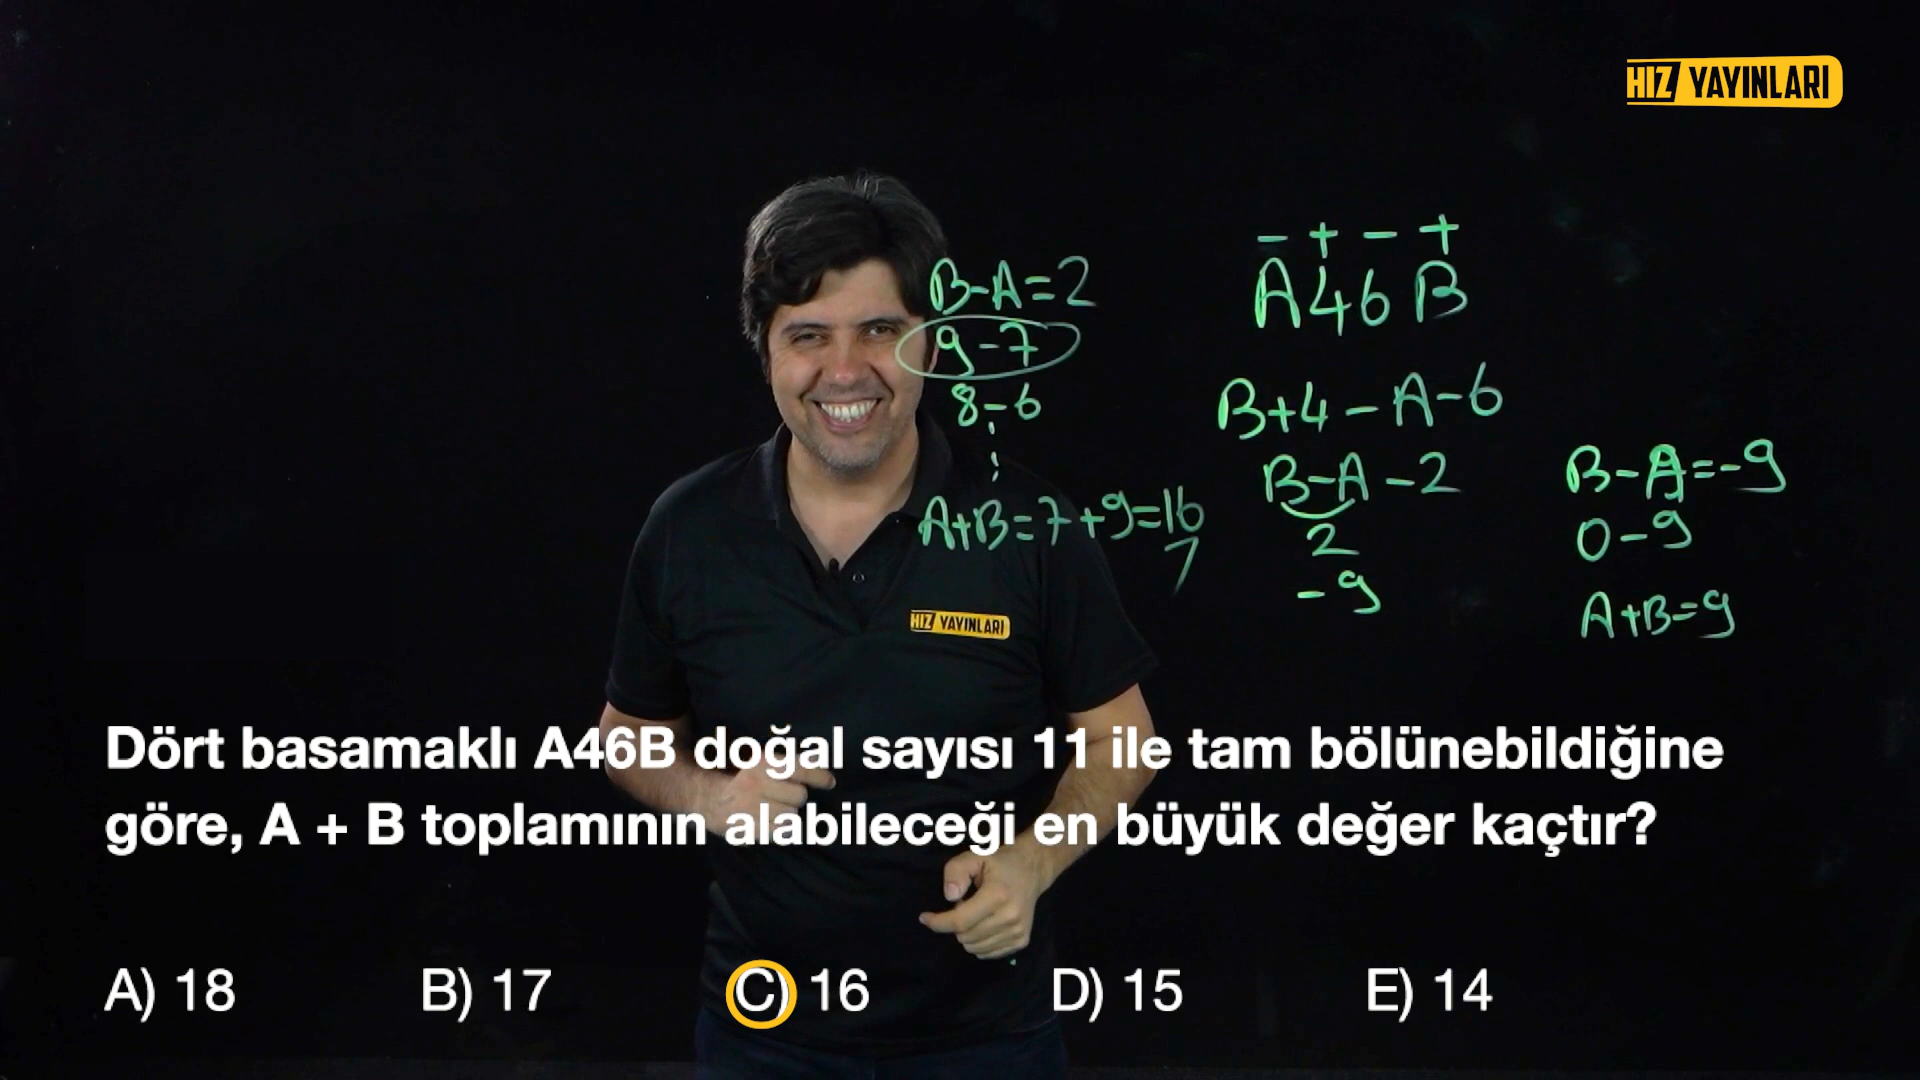 HIZ YAYINLARI
B-A=2
9-7
8-6
A+B=7+9=16
- + - +
A46B
B+4-A-6
B-A-2
2
-9
B-A=-9
0-9
A+B=9
HIZ YAYINLARI
Dört basamaklı A46B doğal sayısı 11 ile tam bölünebildiğine
göre, A + B toplamının alabileceği en büyük değer kaçtır?
A) 18 B) 17 C) 16 D) 15 E) 14